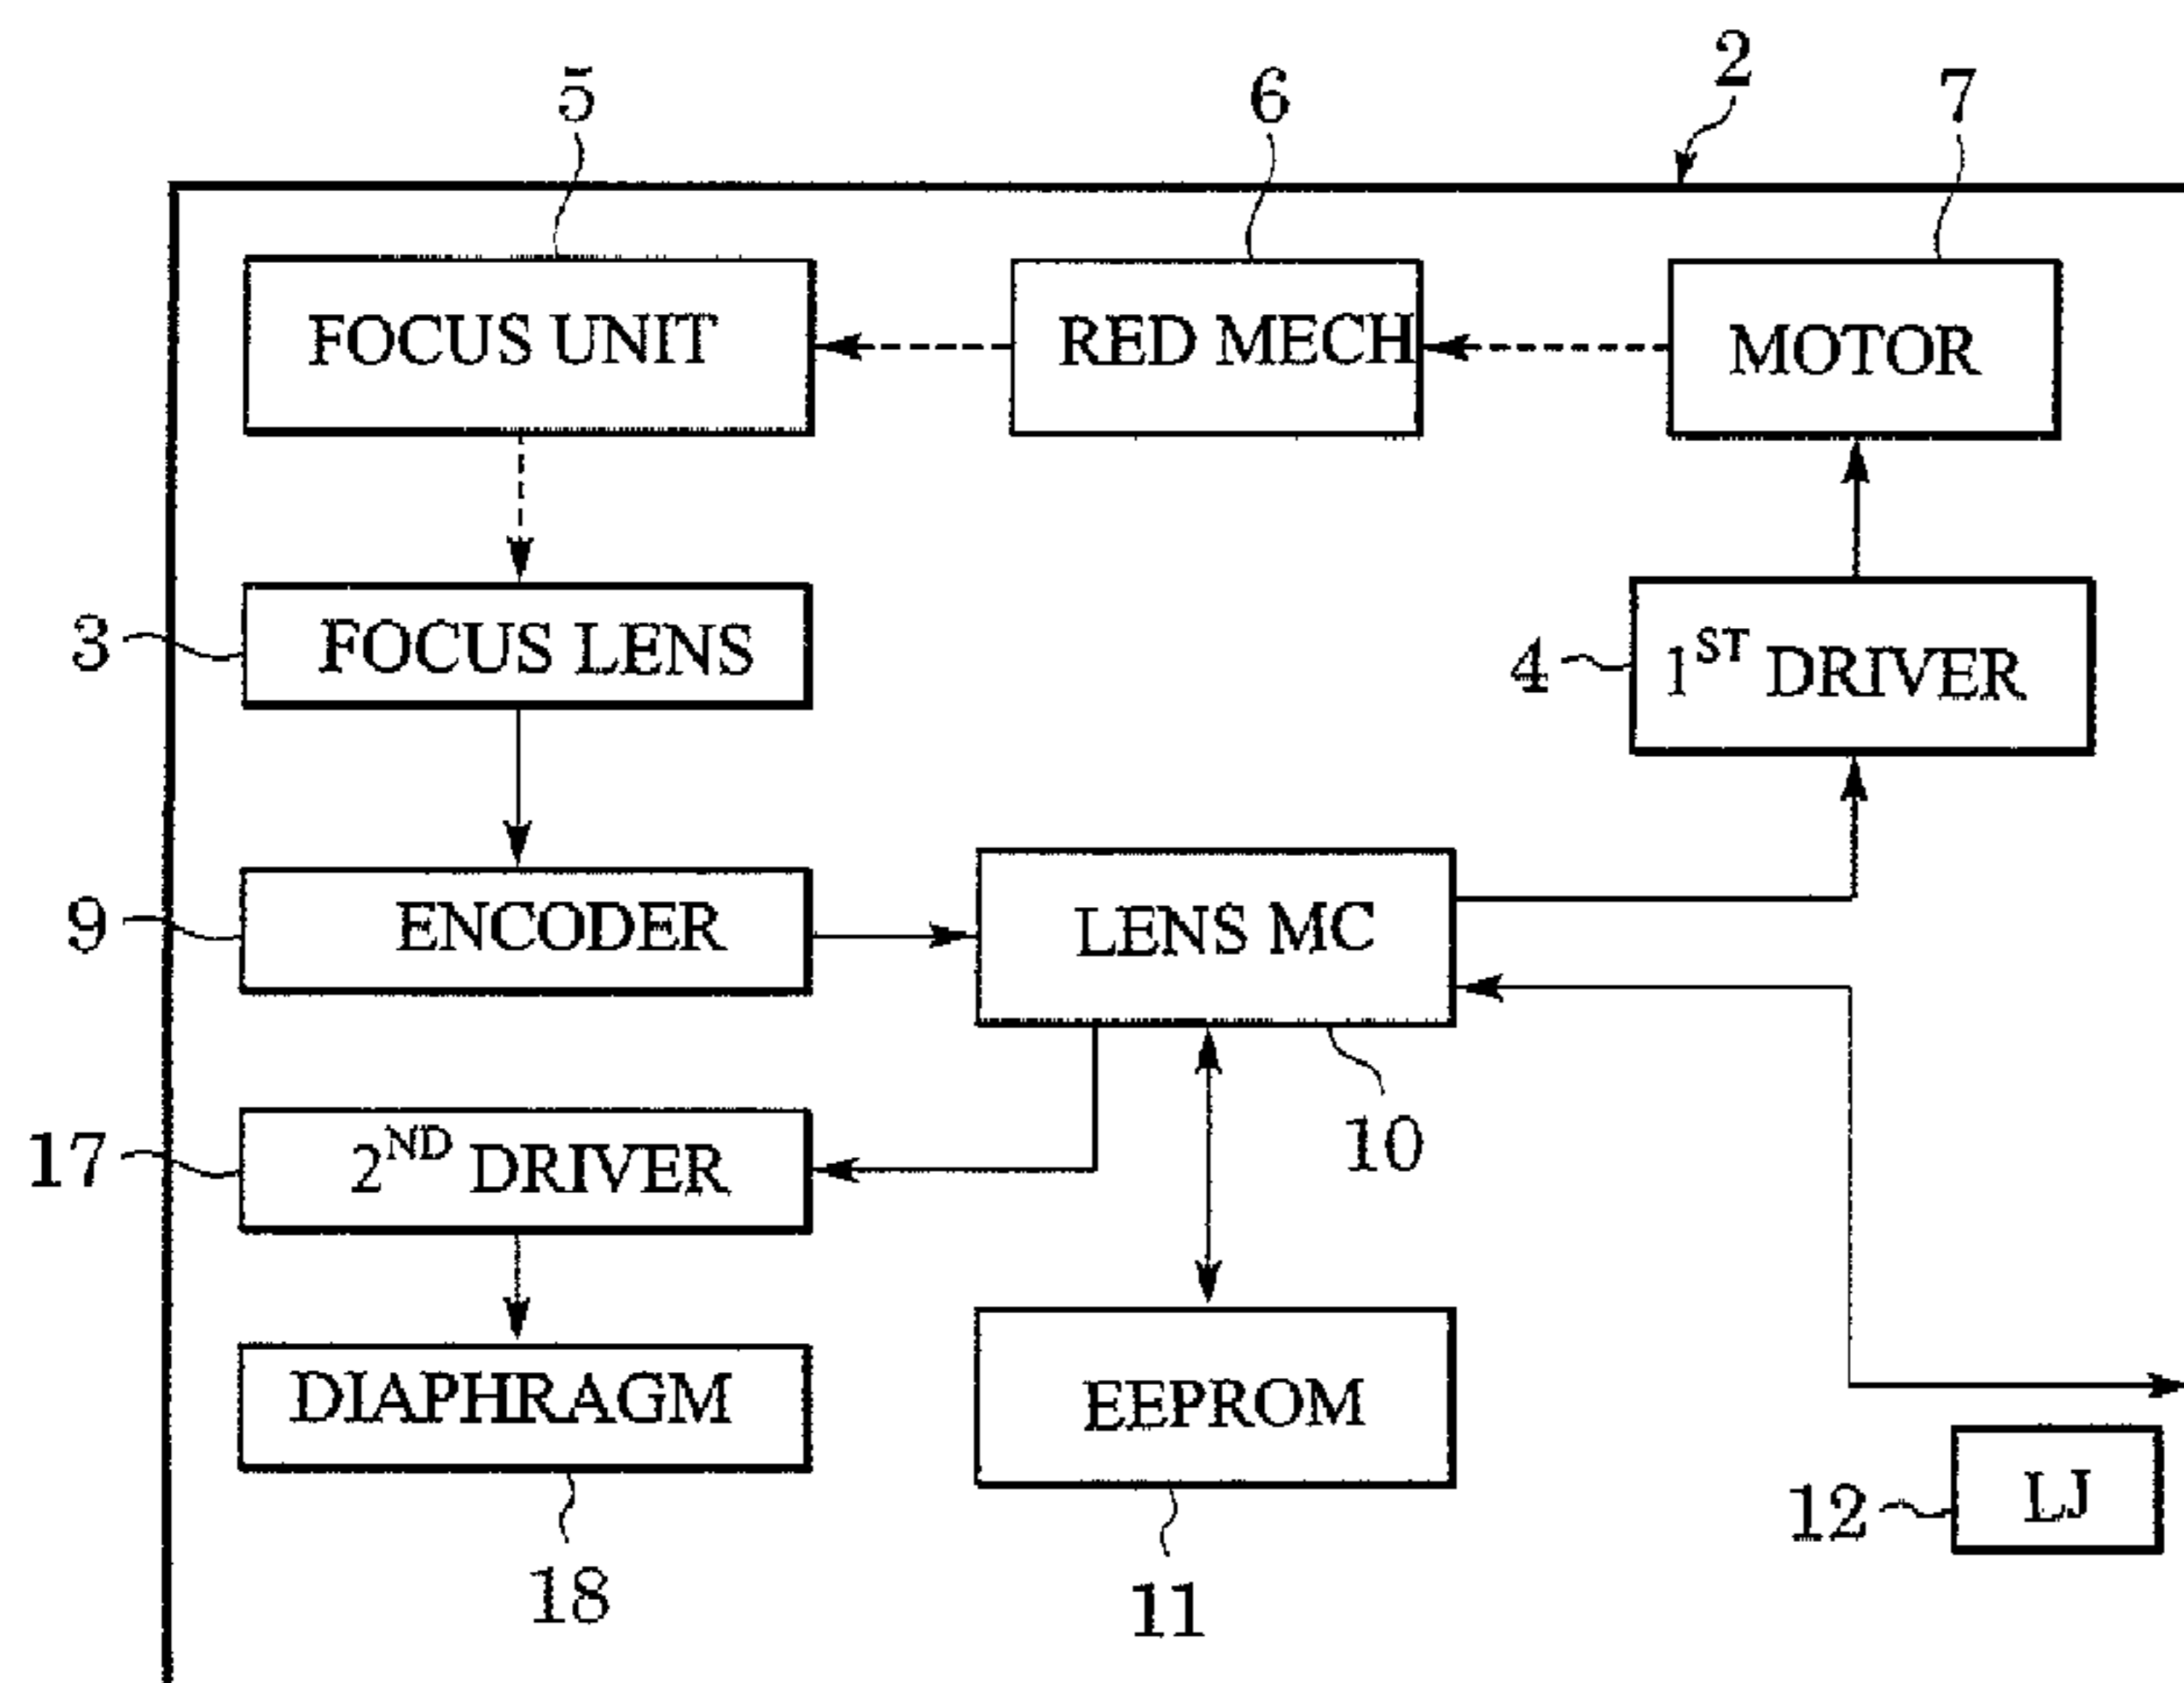 2
5
6
7
FOCUS UNIT
RED MECH
MOTOR
3
FOCUS LENS
4
1ST DRIVER
9
ENCODER
LENS MC
10
17
2ND DRIVER
DIAPHRAGM
18
EEPROM
11
12
LJ